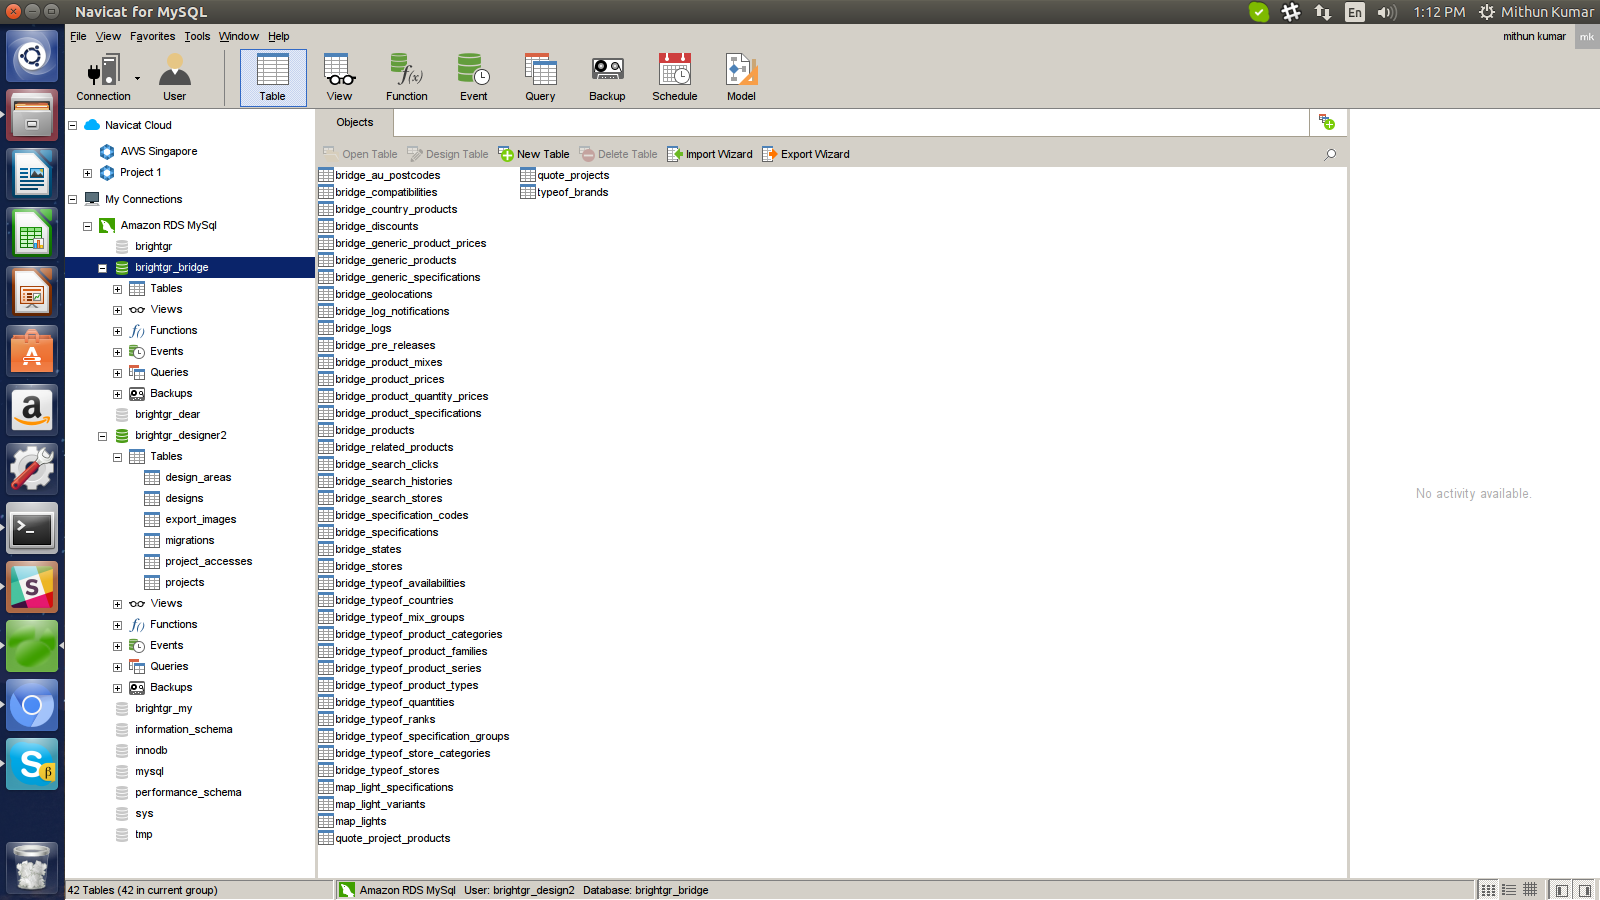 Navicat for MySQL
En
1:12 PM
Mithun Kumar
File View Favorites Tools Window Help
mithun kumar
mk
Connection
User
Table
View
Function
Event
Query
Backup
Schedule
Model
Navicat Cloud
AWS Singapore
Project 1
My Connections
Amazon RDS MySql
brightgr
brightgr_bridge
Tables
Views
Functions
Events
Queries
Backups
brightgr_dear
brightgr_designer2
Tables
design_areas
designs
export_images
migrations
project_accesses
projects
Views
Functions
Events
Queries
Backups
brightgr_my
information_schema
innodb
mysql
performance_schema
sys
tmp
Objects
Open Table Design Table New Table Delete Table Import Wizard Export Wizard
bridge_au_postcodes
bridge_compatibilities
bridge_country_products
bridge_discounts
bridge_generic_product_prices
bridge_generic_products
bridge_generic_specifications
bridge_geolocations
bridge_log_notifications
bridge_logs
bridge_pre_releases
bridge_product_mixes
bridge_product_prices
bridge_product_quantity_prices
bridge_product_specifications
bridge_products
bridge_related_products
bridge_search_clicks
bridge_search_histories
bridge_search_stores
bridge_specification_codes
bridge_specifications
bridge_states
bridge_stores
bridge_typeof_availabilities
bridge_typeof_countries
bridge_typeof_mix_groups
bridge_typeof_product_categories
bridge_typeof_product_families
bridge_typeof_product_series
bridge_typeof_product_types
bridge_typeof_quantities
bridge_typeof_ranks
bridge_typeof_specification_groups
bridge_typeof_store_categories
bridge_typeof_stores
map_light_specifications
map_light_variants
map_lights
quote_project_products
quote_projects
typeof_brands
No activity available.
42 Tables (42 in current group)
Amazon RDS MySql User: brightgr_design2 Database: brightgr_bridge